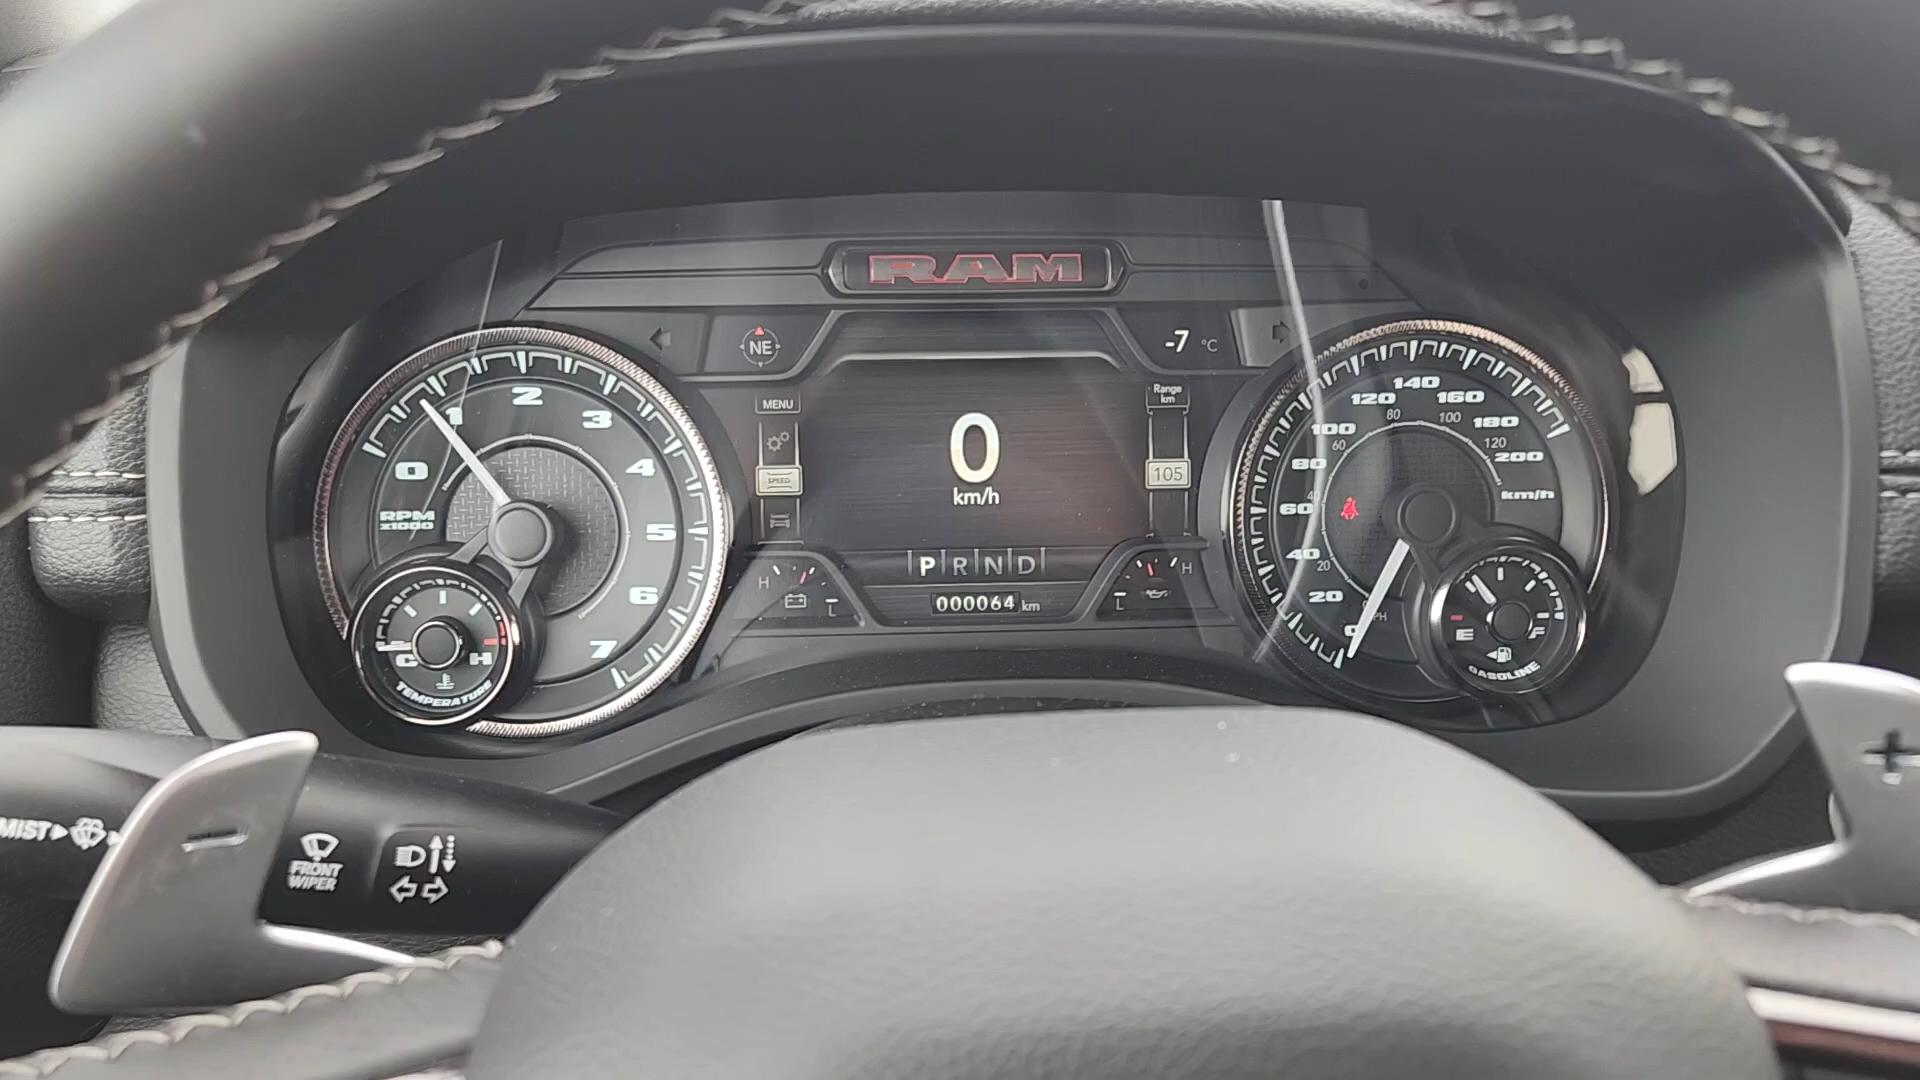 RAM
NE
-7 °C
MENU
SPEED
0
km/h
Range
km
105
P R N D
000064 km
H
L
H
L
0
1
2
3
4
5
6
7
RPM
x1000
C
H
TEMPERATURE
0
20
40
60
80
100
120
140
160
180
200
km/h
20
40
60
80
100
120
E
F
GASOLINE
MIST
FRONT
WIPER
-
+